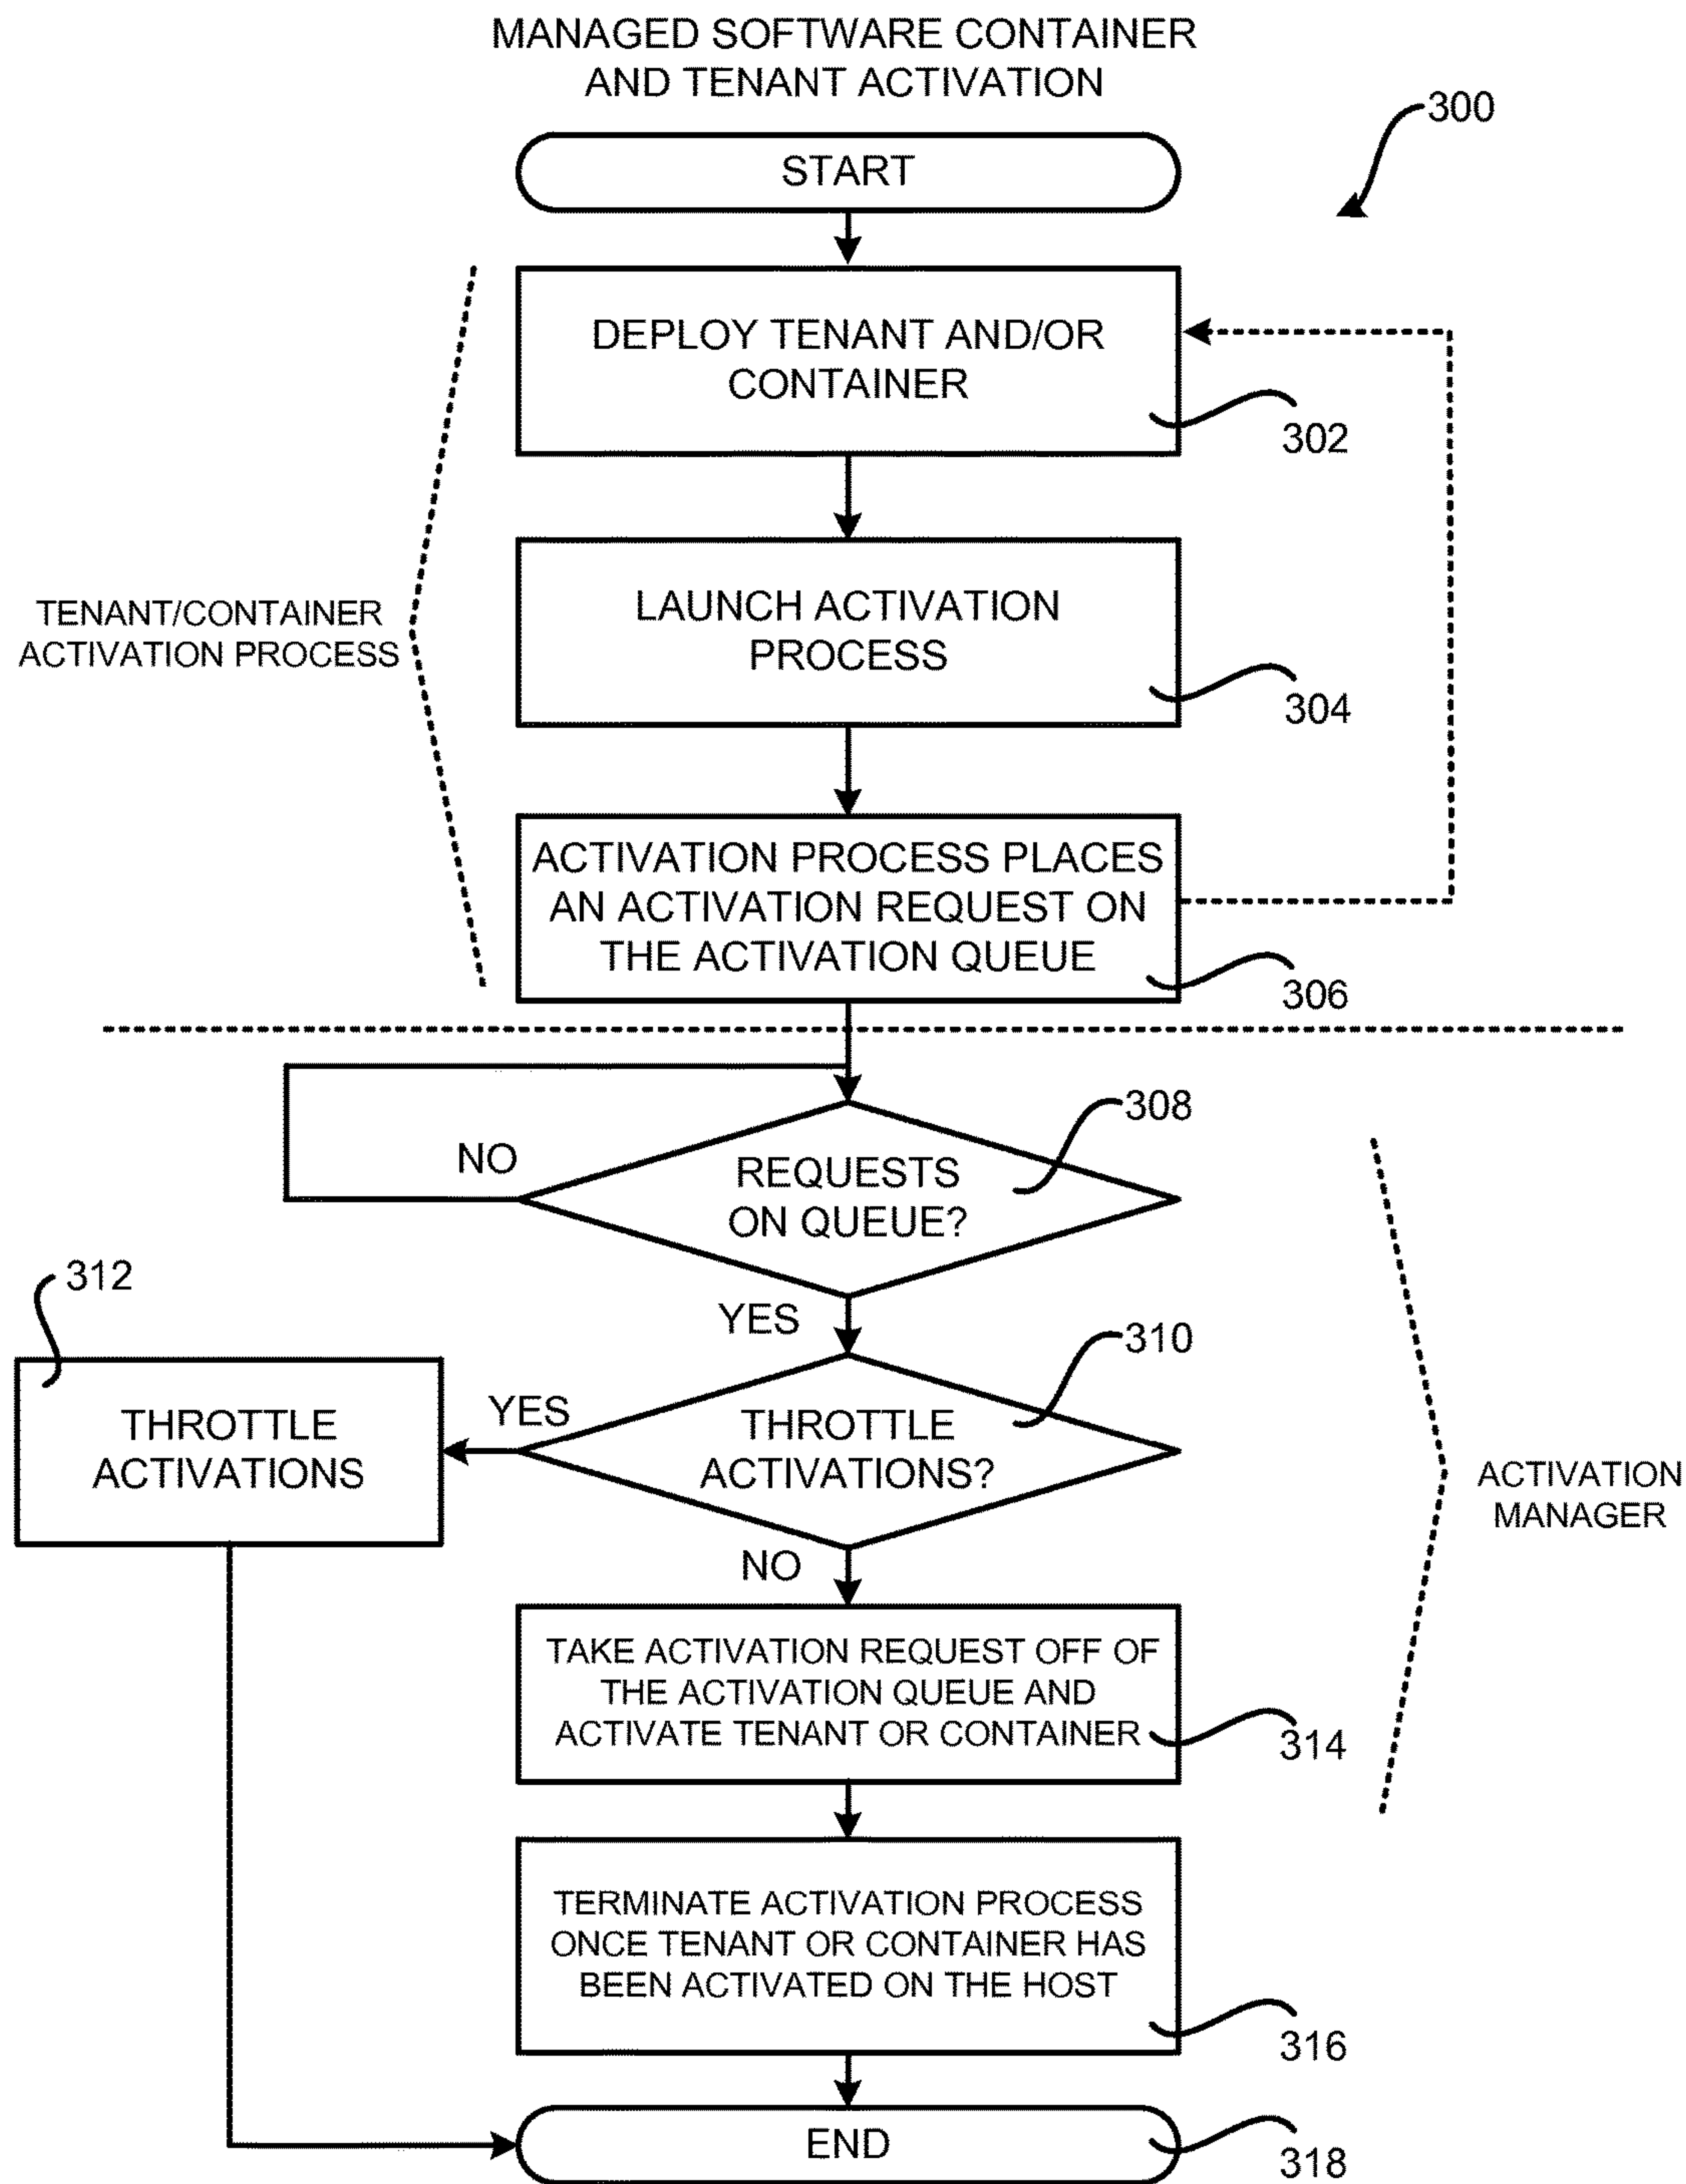 MANAGED SOFTWARE CONTAINER
AND TENANT ACTIVATION
300
START
DEPLOY TENANT AND/OR
CONTAINER
302
LAUNCH ACTIVATION
PROCESS
304
TENANT/CONTAINER
ACTIVATION PROCESS
ACTIVATION PROCESS PLACES
AN ACTIVATION REQUEST ON
THE ACTIVATION QUEUE
306
308
NO
REQUESTS
ON QUEUE?
312
YES
310
THROTTLE
ACTIVATIONS
YES
THROTTLE
ACTIVATIONS?
ACTIVATION
MANAGER
NO
TAKE ACTIVATION REQUEST OFF OF
THE ACTIVATION QUEUE AND
ACTIVATE TENANT OR CONTAINER
314
TERMINATE ACTIVATION PROCESS
ONCE TENANT OR CONTAINER HAS
BEEN ACTIVATED ON THE HOST
316
END
318